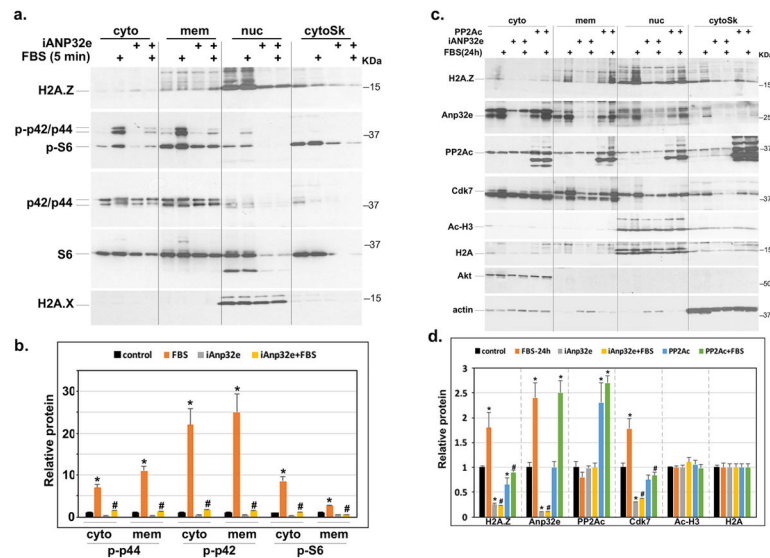 a.
cyto mem nuc cytoSk
iANP32e + + + + + + + +
FBS (5 min) + + + + + + + +
KDa
H2A.Z
15
p-p42/p44
37
p-S6
p42/p44
37
S6
37
H2A.X
15
b.
control FBS iAnp32e iAnp32e+FBS
Relative protein
30
20
10
0
* * * * * *
# # # # # #
cyto mem cyto mem cyto mem
p-p44 p-p42 p-S6
c.
cyto mem nuc cytoSk
PP2Ac + + + + + + + +
iANP32e + + + + + + + +
FBS(24h) + + + + + + + + + + + +
KDa
H2A.Z
15
Anp32e
25
PP2Ac
37
Cdk7
37
Ac-H3
H2A
15
Akt
50
actin
37
d.
control FBS-24h iAnp32e iAnp32e+FBS PP2Ac PP2Ac+FBS
Relative protein
3
2.5
2
1.5
1
0.5
0
H2A.Z Anp32e PP2Ac Cdk7 Ac-H3 H2A